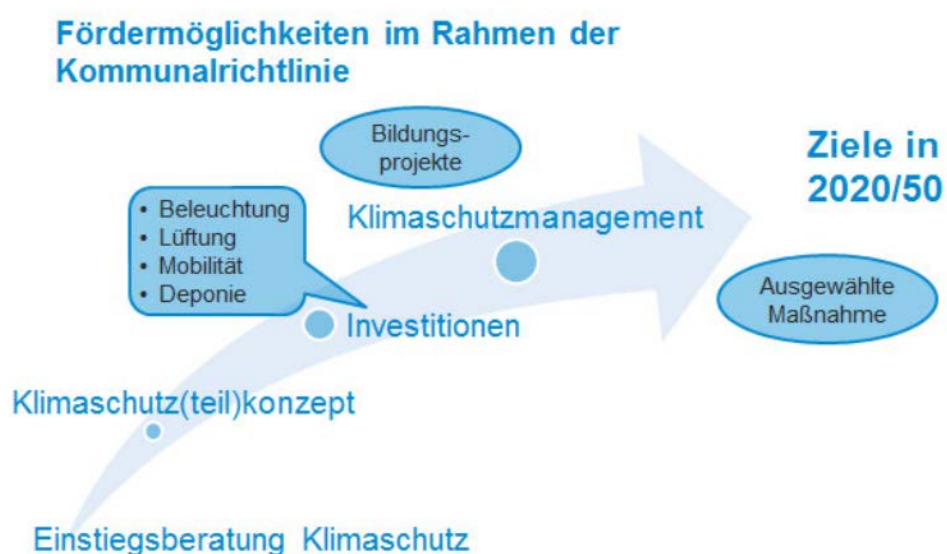 Fördermöglichkeiten im Rahmen der
Kommunalrichtlinie
Bildungs-
projekte
Ziele in
2020/50
• Beleuchtung
• Lüftung
• Mobilität
• Deponie
Klimaschutzmanagement
Ausgewählte
Maßnahme
Investitionen
Klimaschutz(teil)konzept
Einstiegsberatung Klimaschutz